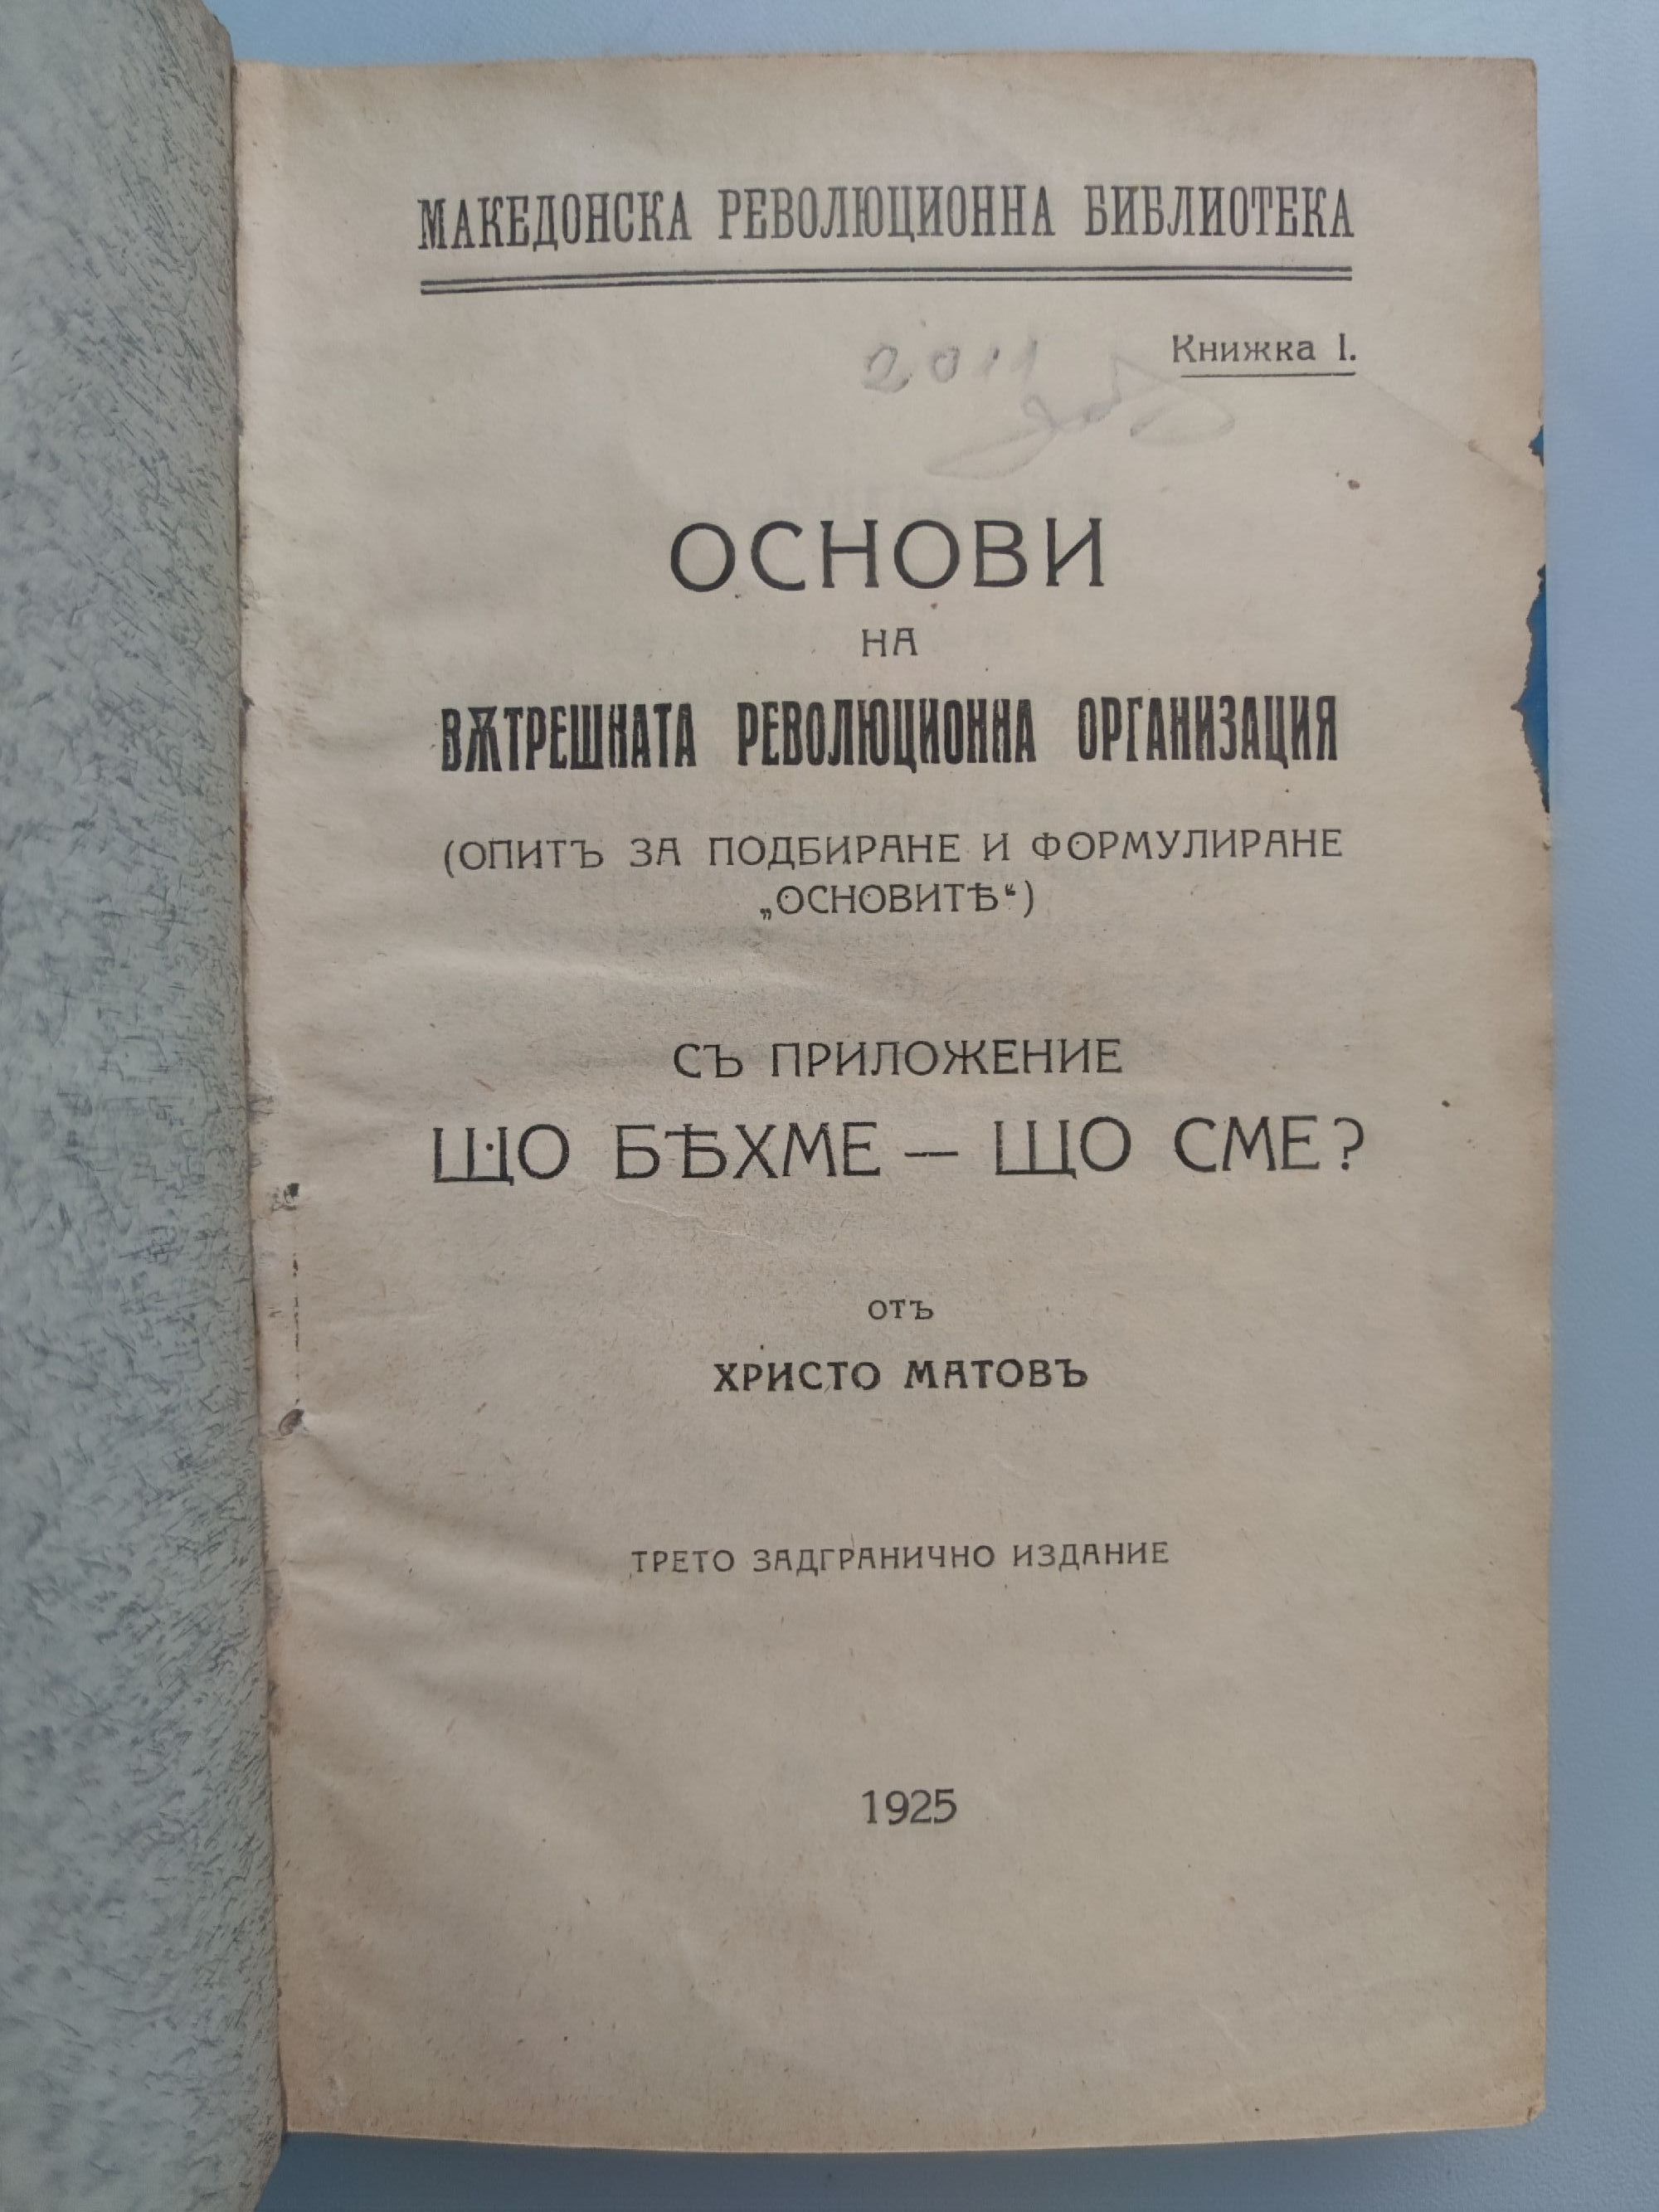 МАКЕДОНСКА РЕВОЛЮЦИОННА БИБЛИОТЕКА
Книжка I.
2011
ОСНОВИ
НА
ВѪТРЕШНАТА РЕВОЛЮЦИОННА ОРГАНИЗАЦИЯ
(ОПИТЪ ЗА ПОДБИРАНЕ И ФОРМУЛИРАНЕ
„ОСНОВИТѢ“)
СЪ ПРИЛОЖЕНИЕ
ЩО БѢХМЕ — ЩО СМЕ?
ОТЪ
ХРИСТО МАТОВЪ
ТРЕТО ЗАДГРАНИЧНО ИЗДАНИЕ
1925